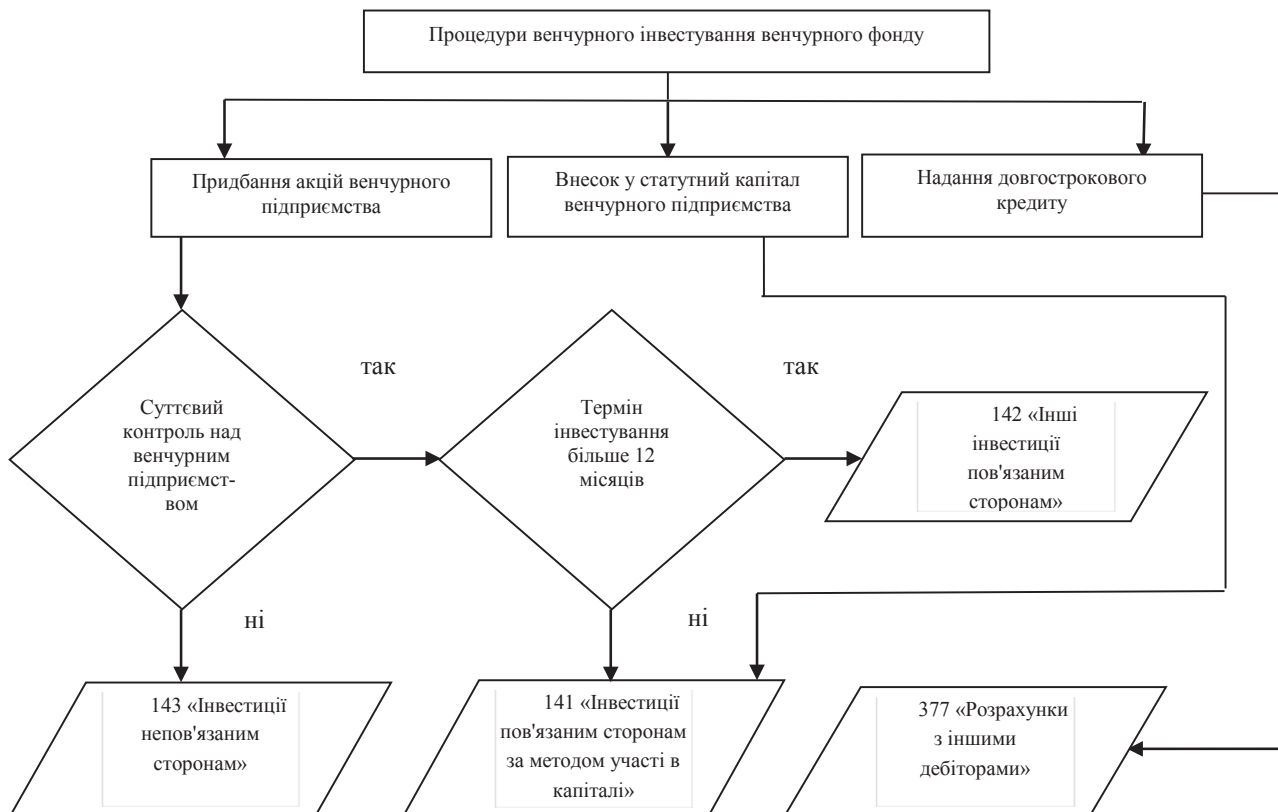 Процедури венчурного інвестування венчурного фонду
Придбання акцій венчурного
підприємства
Внесок у статутний капітал
венчурного підприємства
Надання довгострокового
кредиту
так
так
Суттєвий
контроль над
венчурним
підприємст-
вом
Термін
інвестування
більше 12
місяців
142 «Інші
інвестиції
пов'язаним
сторонам»
ні
ні
143 «Інвестиції
непов'язаним
сторонам»
141 «Інвестиції
пов'язаним сторонам
за методом участі в
капіталі»
377 «Розрахунки
з іншими
дебіторами»